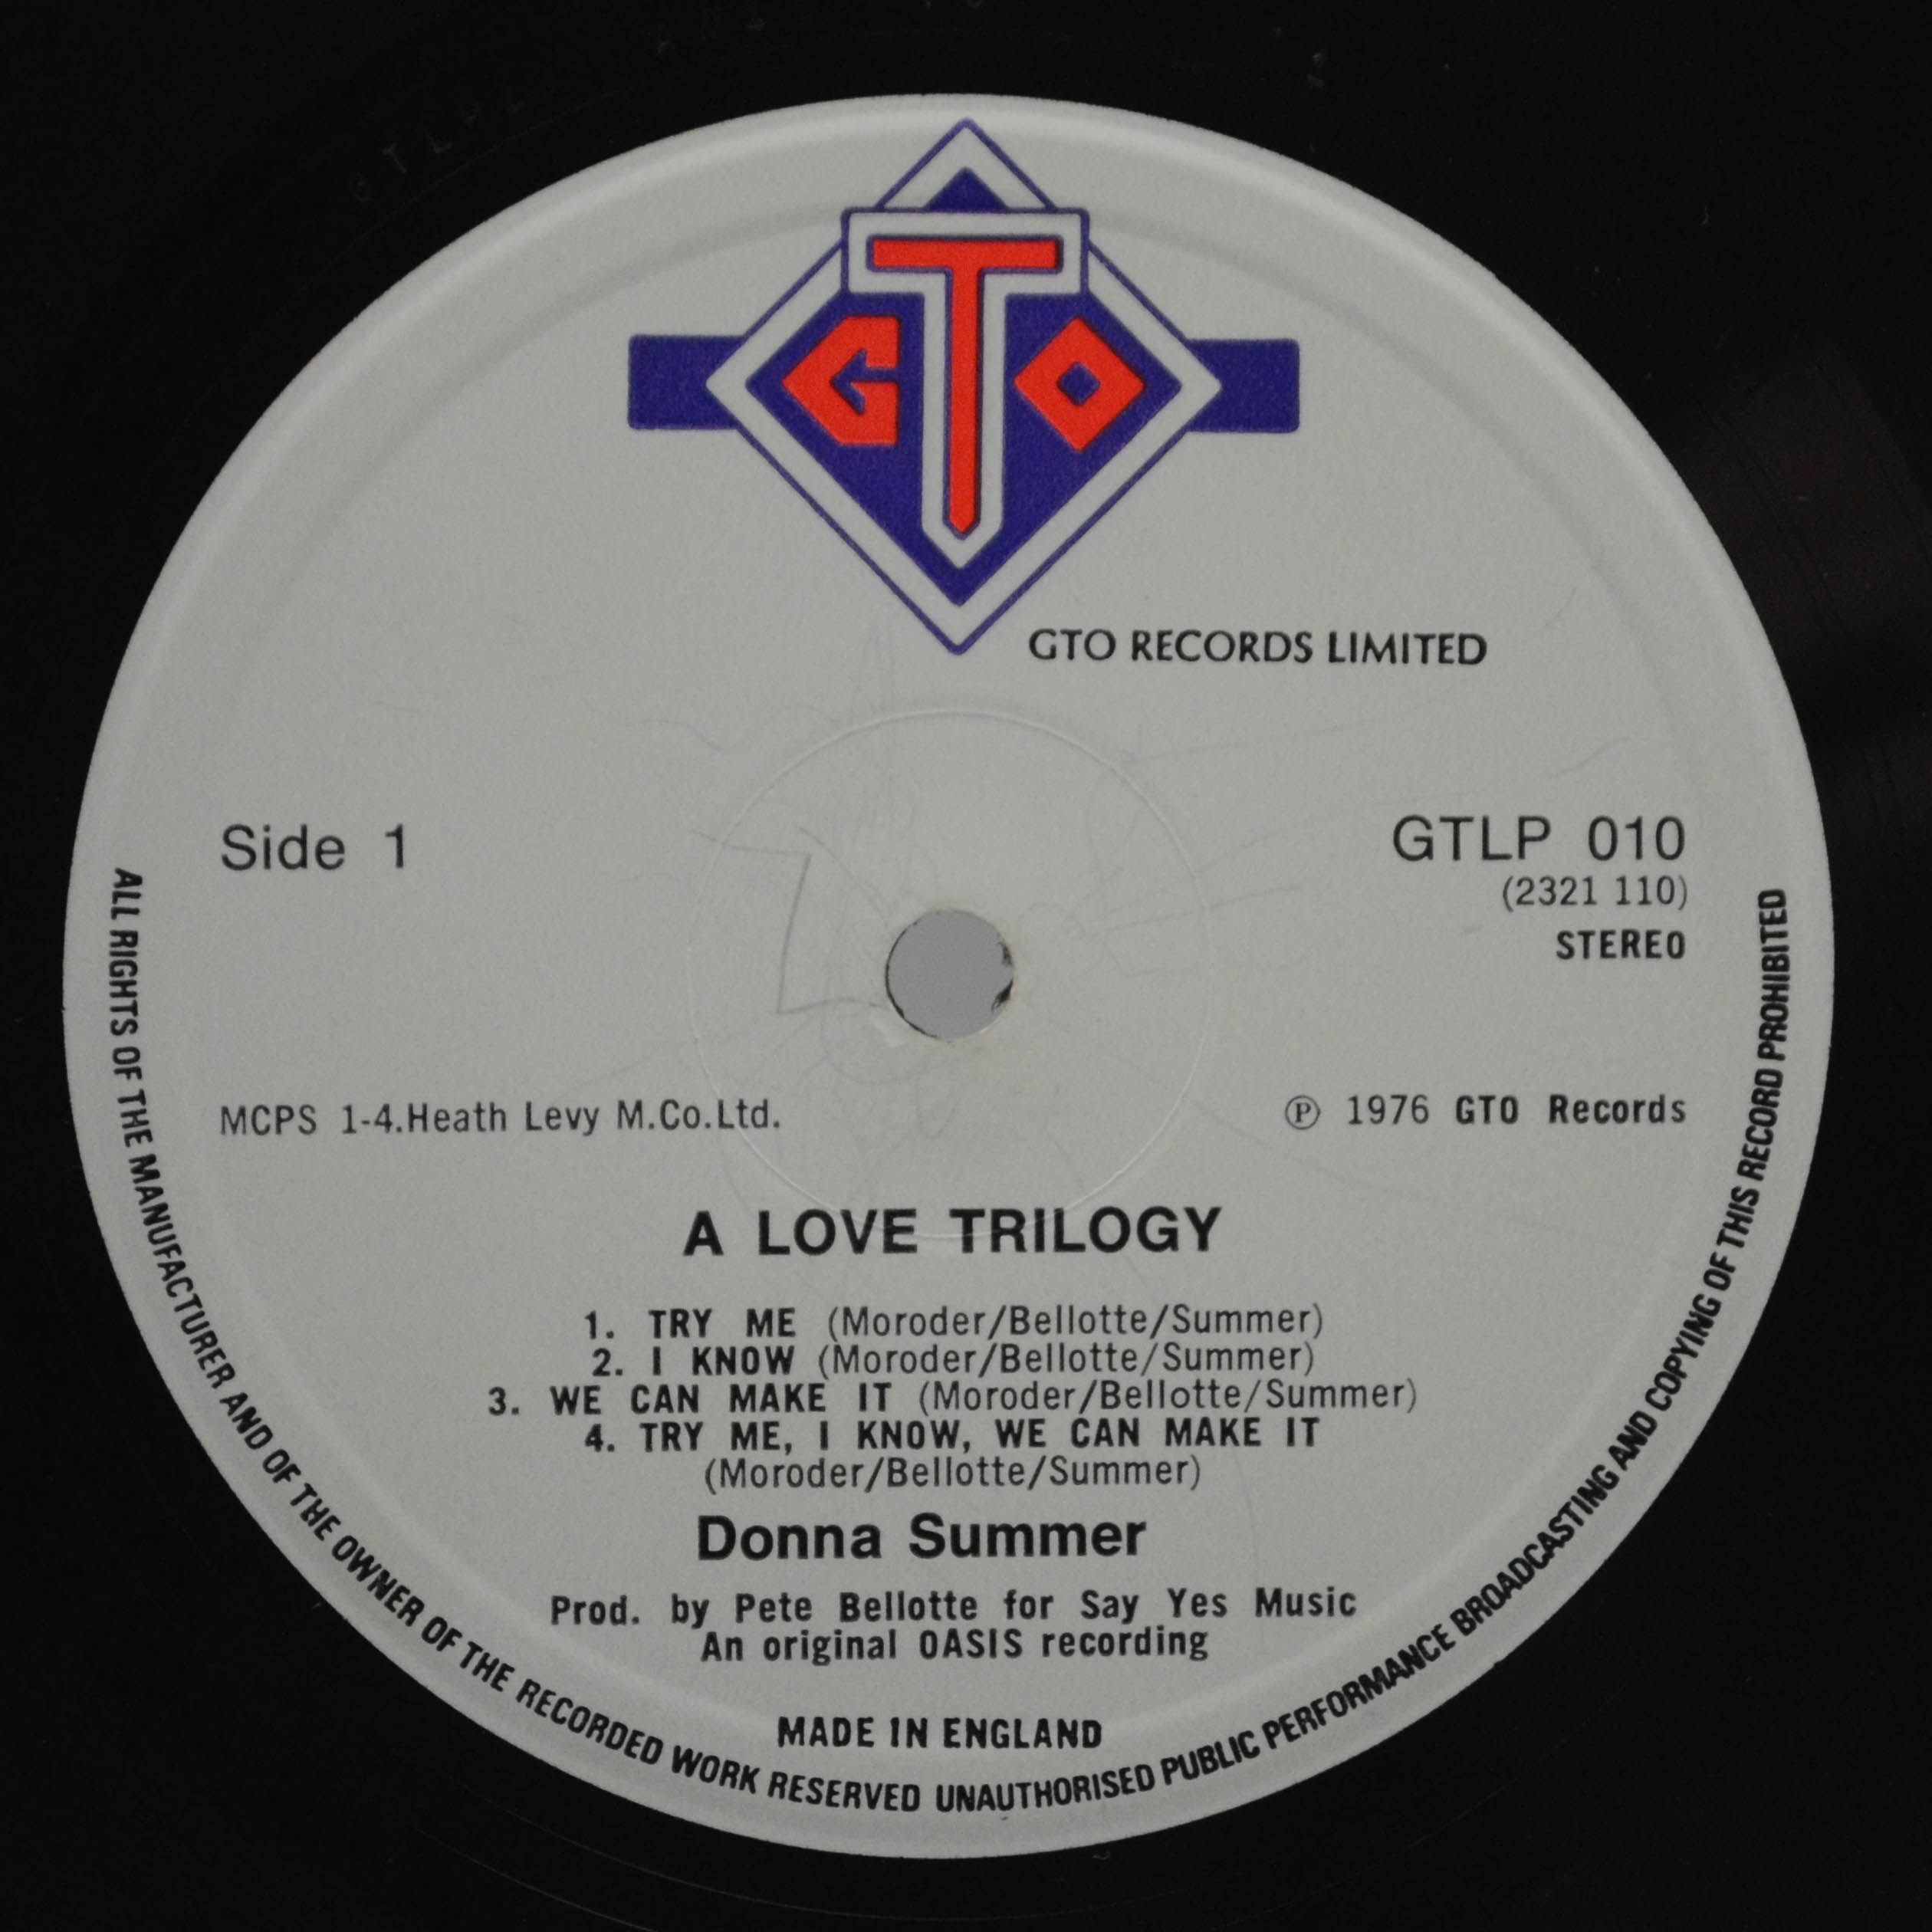 GTO
GTO RECORDS LIMITED
Side 1
GTLP 010
(2321 110)
STEREO
MCPS 1-4.Heath Levy M.Co.Ltd.
℗ 1976 GTO Records
A LOVE TRILOGY
1. TRY ME (Moroder/Bellotte/Summer)
2. I KNOW (Moroder/Bellotte/Summer)
3. WE CAN MAKE IT (Moroder/Bellotte/Summer)
4. TRY ME, I KNOW, WE CAN MAKE IT
(Moroder/Bellotte/Summer)
Donna Summer
Prod. by Pete Bellotte for Say Yes Music
An original OASIS recording
MADE IN ENGLAND
ALL RIGHTS OF THE MANUFACTURER AND OF THE OWNER OF THE RECORDED WORK RESERVED UNAUTHORISED PUBLIC PERFORMANCE BROADCASTING AND COPYING OF THIS RECORD PROHIBITED